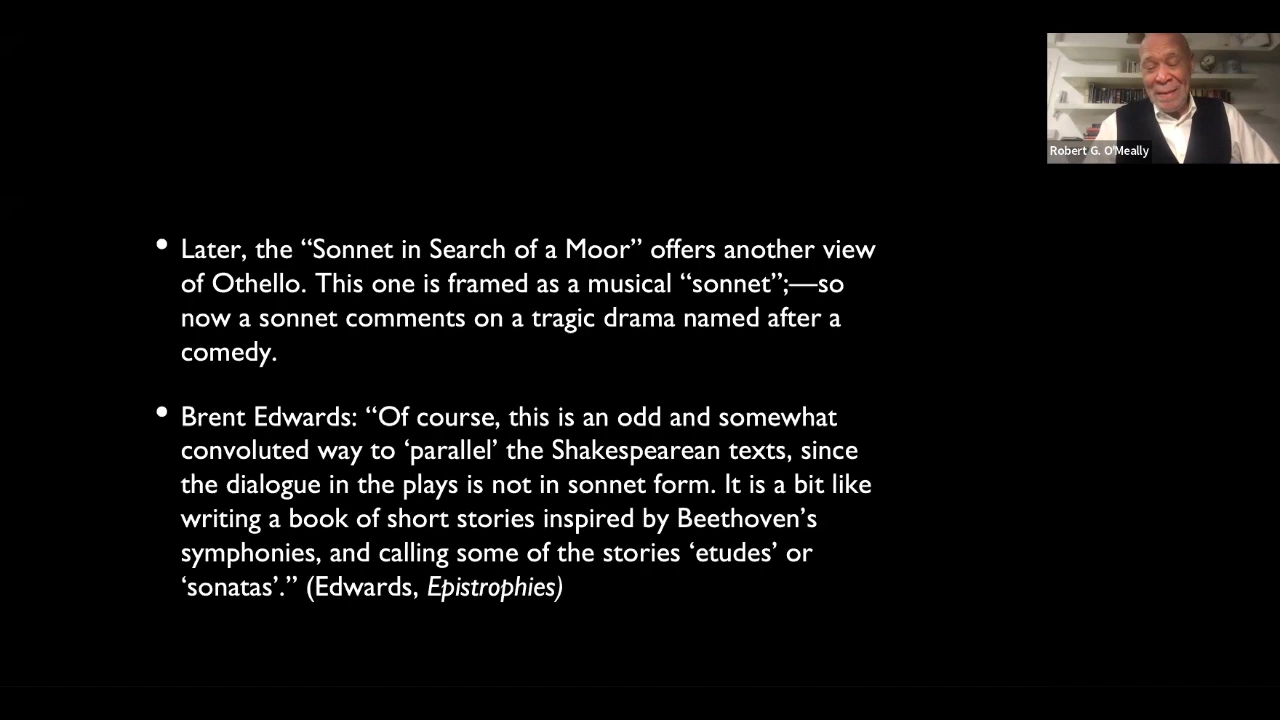 Robert G. O'Meally
• Later, the “Sonnet in Search of a Moor” offers another view
of Othello. This one is framed as a musical “sonnet”;—so
now a sonnet comments on a tragic drama named after a
comedy.
• Brent Edwards: “Of course, this is an odd and somewhat
convoluted way to ‘parallel’ the Shakespearean texts, since
the dialogue in the plays is not in sonnet form. It is a bit like
writing a book of short stories inspired by Beethoven’s
symphonies, and calling some of the stories ‘etudes’ or
‘sonatas’.” (Edwards, Epistrophies)